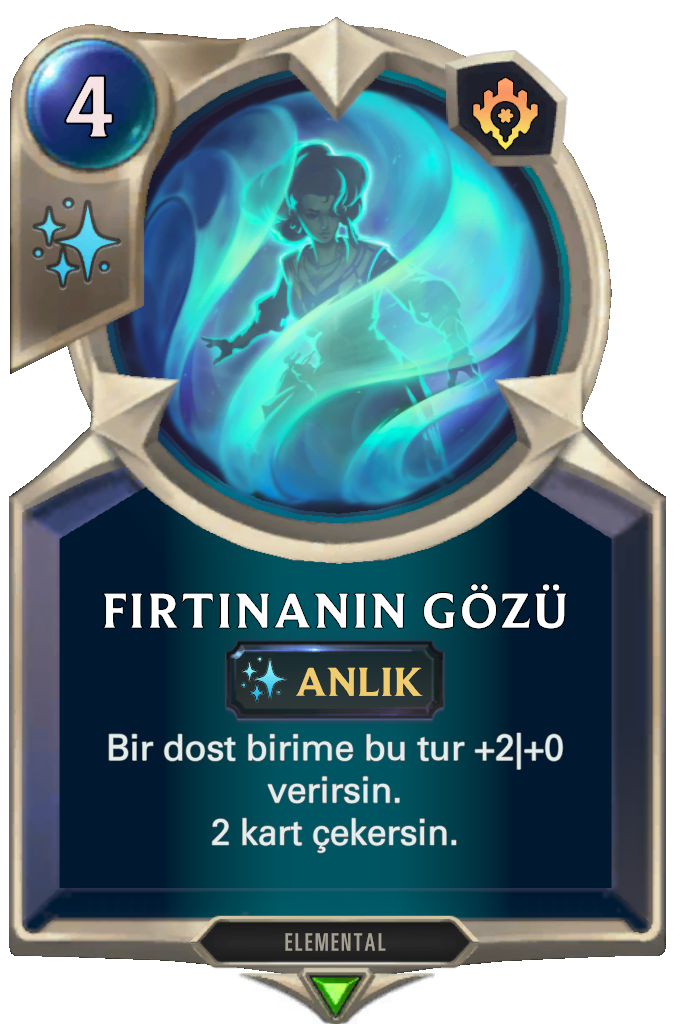 4
FIRTINANIN GÖZÜ
ANLIK
Bir dost birime bu tur +2|+0
verirsin.
2 kart çekersin.
ELEMENTAL